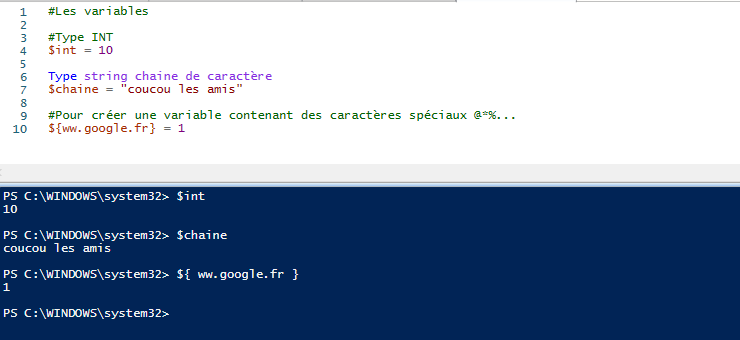 1 #Les variables
2
3 #Type INT
4 $int = 10
5
6 Type string chaine de caractère
7 $chaine = "coucou les amis"
8
9 #Pour créer une variable contenant des caractères spéciaux @*%...
10 ${ww.google.fr} = 1
PS C:\WINDOWS\system32> $int
10
PS C:\WINDOWS\system32> $chaine
coucou les amis
PS C:\WINDOWS\system32> ${ ww.google.fr }
1
PS C:\WINDOWS\system32>